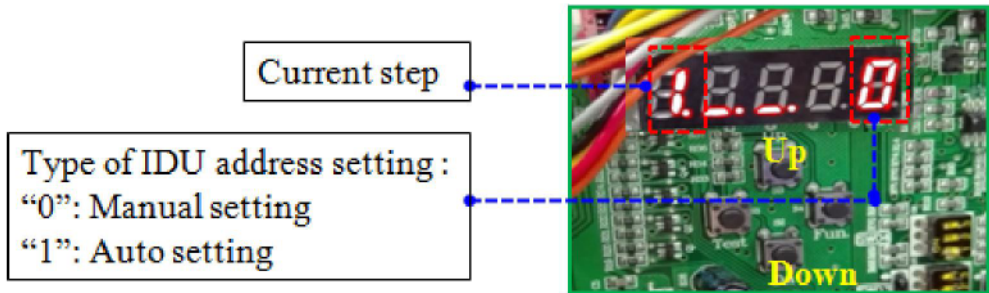 Current step
Type of IDU address setting :
“0”: Manual setting
“1”: Auto setting
1._ _. 0
Up
Test
Fun.
Down